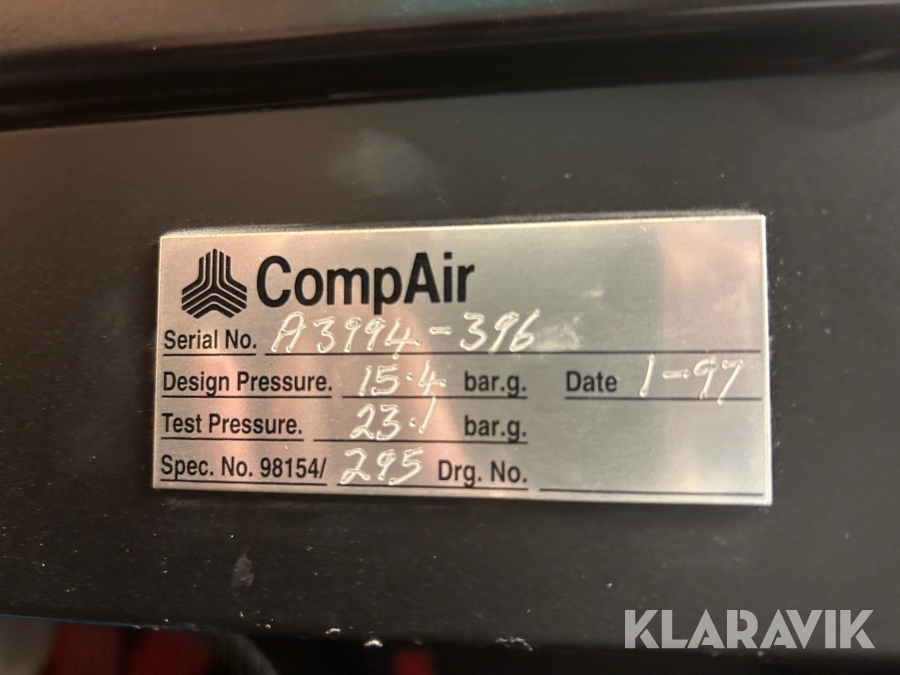 CompAir
Serial No. A3994-396
Design Pressure. 15.4 bar.g. Date 1-97
Test Pressure. 23.1 bar.g.
Spec. No. 98154/ 295 Drg. No.
KLARAVIK